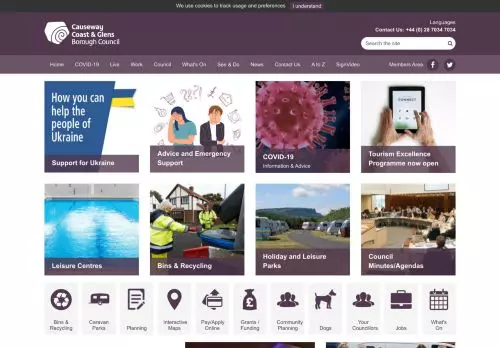 We use cookies to track usage and preferences I understand
Causeway
Coast & Glens
Borough Council
Languages
Contact Us: +44 (0) 28 7034 7034
Search the site
Home COVID-19 Live Work Council What's On See & Do News Contact Us A to Z SignVideo Members Area
How you can
help the
people of
Ukraine
Support for Ukraine
Advice and Emergency
Support
COVID-19
Information & Advice
CONNECT
Tourism Excellence
Programme now open
Leisure Centres
Bins & Recycling
Holiday and Leisure
Parks
Council
Minutes/Agendas
Bins &
Recycling
Caravan
Parks
Planning
Interactive
Maps
Pay/Apply
Online
Grants /
Funding
Community
Planning
Dogs
Your
Councillors
Jobs
What's
On